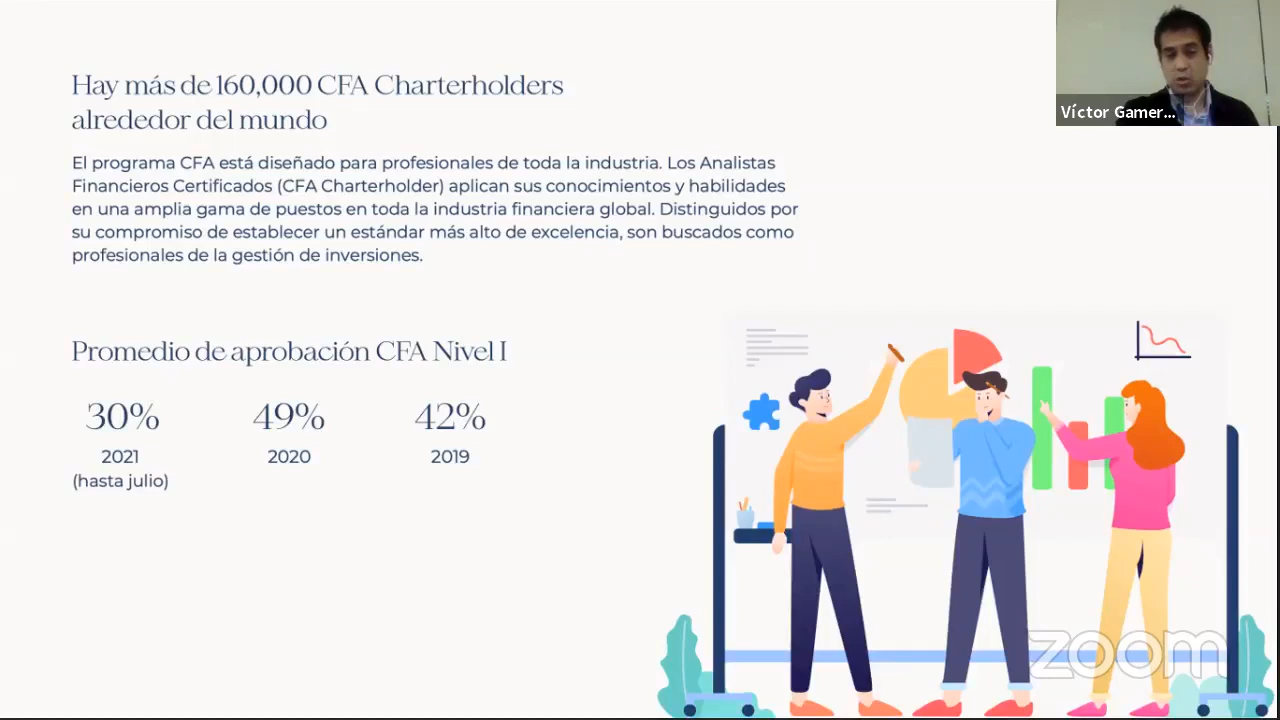 Hay más de 160,000 CFA Charterholders
alrededor del mundo
El programa CFA está diseñado para profesionales de toda la industria. Los Analistas
Financieros Certificados (CFA Charterholder) aplican sus conocimientos y habilidades
en una amplia gama de puestos en toda la industria financiera global. Distinguidos por
su compromiso de establecer un estándar más alto de excelencia, son buscados como
profesionales de la gestión de inversiones.
Promedio de aprobación CFA Nivel I
30% 49% 42%
2021 2020 2019
(hasta julio)
Víctor Gamer...
zoom